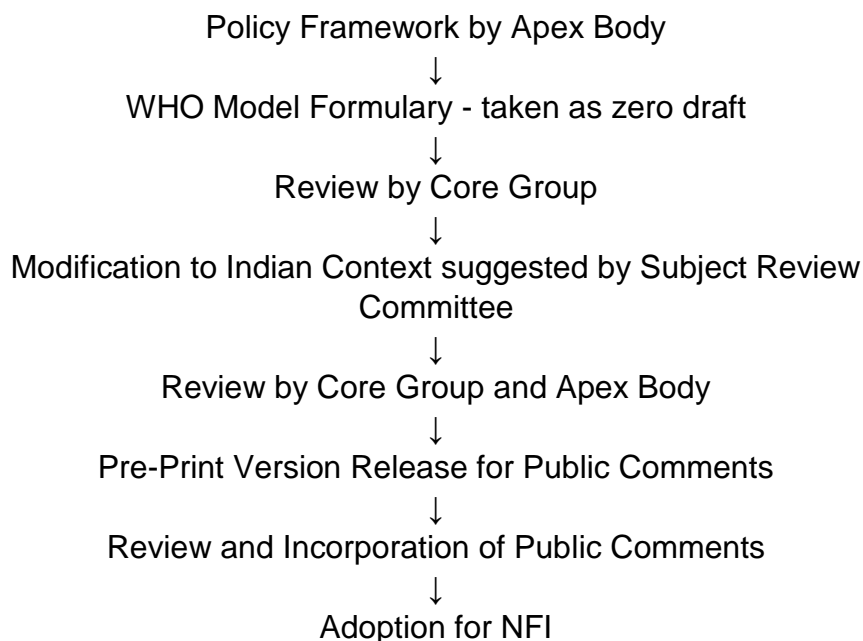 Policy Framework by Apex Body
↓
WHO Model Formulary - taken as zero draft
↓
Review by Core Group
↓
Modification to Indian Context suggested by Subject Review
Committee
↓
Review by Core Group and Apex Body
↓
Pre-Print Version Release for Public Comments
↓
Review and Incorporation of Public Comments
↓
Adoption for NFI